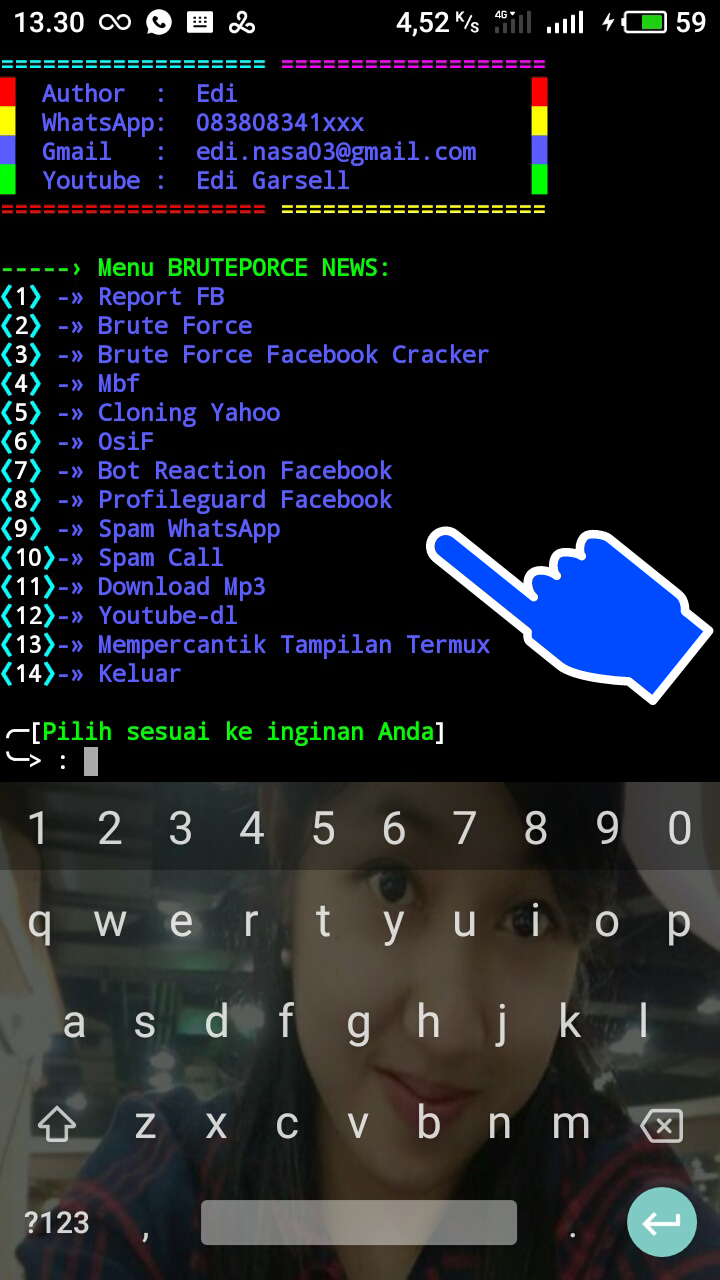 13.30 4,52 K/s 4G 59
================== =================
Author : Edi
WhatsApp: 083808341xxx
Gmail : edi.nasa03@gmail.com
Youtube : Edi Garsell
================== =================
-----› Menu BRUTEPORCE NEWS:
❮1❯ -» Report FB
❮2❯ -» Brute Force
❮3❯ -» Brute Force Facebook Cracker
❮4❯ -» Mbf
❮5❯ -» Cloning Yahoo
❮6❯ -» OsiF
❮7❯ -» Bot Reaction Facebook
❮8❯ -» Profileguard Facebook
❮9❯ -» Spam WhatsApp
❮10❯-» Spam Call
❮11❯-» Download Mp3
❮12❯-» Youtube-dl
❮13❯-» Mempercantik Tampilan Termux
❮14❯-» Keluar
╭─[Pilih sesuai ke inginan Anda]
╰─> :
1 2 3 4 5 6 7 8 9 0
q w e r t y u i o p
a s d f g h j k l
z x c v b n m
?123 , .